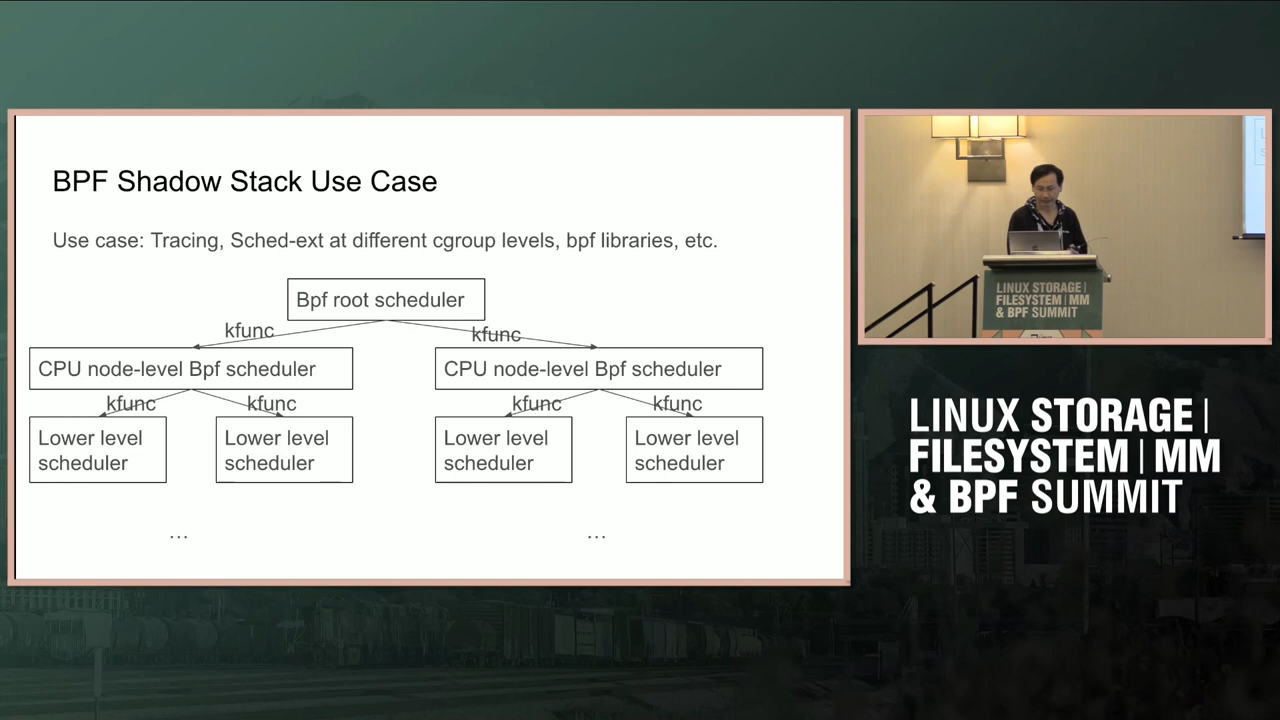 BPF Shadow Stack Use Case
Use case: Tracing, Sched-ext at different cgroup levels, bpf libraries, etc.
Bpf root scheduler
kfunc
kfunc
CPU node-level Bpf scheduler
CPU node-level Bpf scheduler
kfunc
kfunc
kfunc
kfunc
Lower level
scheduler
Lower level
scheduler
Lower level
scheduler
Lower level
scheduler
...
...
LINUX STORAGE |
FILESYSTEM | MM
& BPF SUMMIT
LINUX STORAGE |
FILESYSTEM | MM
& BPF SUMMIT